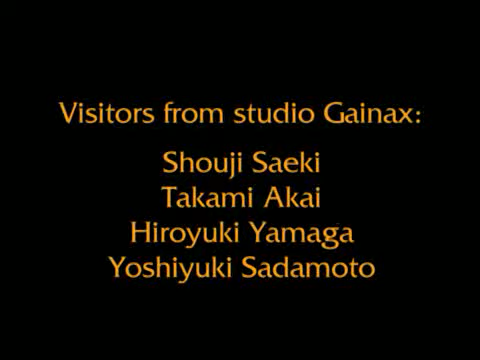 Visitors from studio Gainax:
Shouji Saeki
Takami Akai
Hiroyuki Yamaga
Yoshiyuki Sadamoto